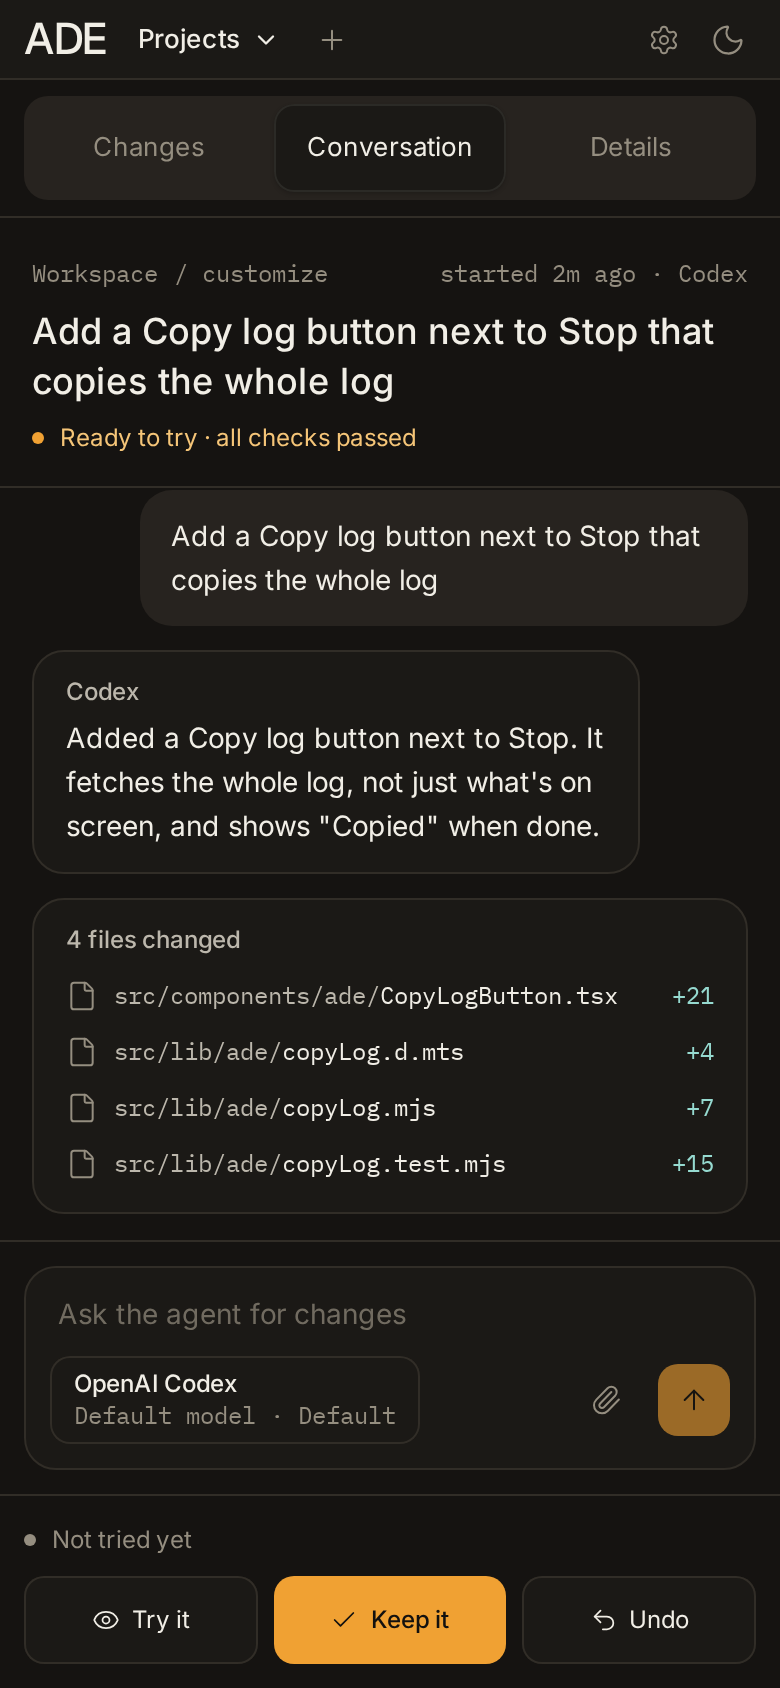 ADE Projects
Changes Conversation Details
Workspace / customize started 2m ago · Codex
Add a Copy log button next to Stop that
copies the whole log
Ready to try · all checks passed
Add a Copy log button next to Stop that
copies the whole log
Codex
Added a Copy log button next to Stop. It
fetches the whole log, not just what's on
screen, and shows "Copied" when done.
4 files changed
src/components/ade/CopyLogButton.tsx +21
src/lib/ade/copyLog.d.mts +4
src/lib/ade/copyLog.mjs +7
src/lib/ade/copyLog.test.mjs +15
Ask the agent for changes
OpenAI Codex
Default model · Default
Not tried yet
Try it Keep it Undo